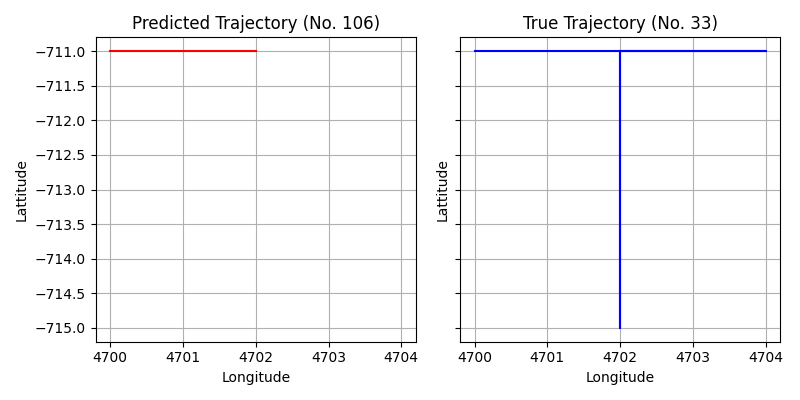 Predicted Trajectory (No. 106)
True Trajectory (No. 33)
Lattitude
−711.0
−711.5
−712.0
−712.5
−713.0
−713.5
−714.0
−714.5
−715.0
4700 4701 4702 4703 4704
Longitude
Lattitude
4700 4701 4702 4703 4704
Longitude